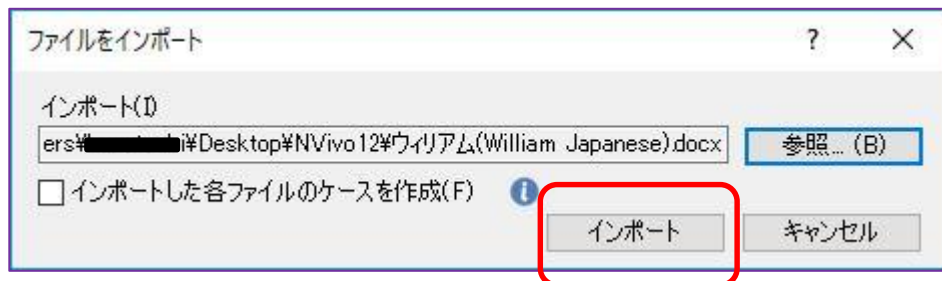 ファイルをインポート ? ×
インポート(I)
ers¥ i¥Desktop¥NVivo12¥ウィリアム(William Japanese).docx 参照... (B)
インポートした各ファイルのケースを作成(F) i
インポート キャンセル